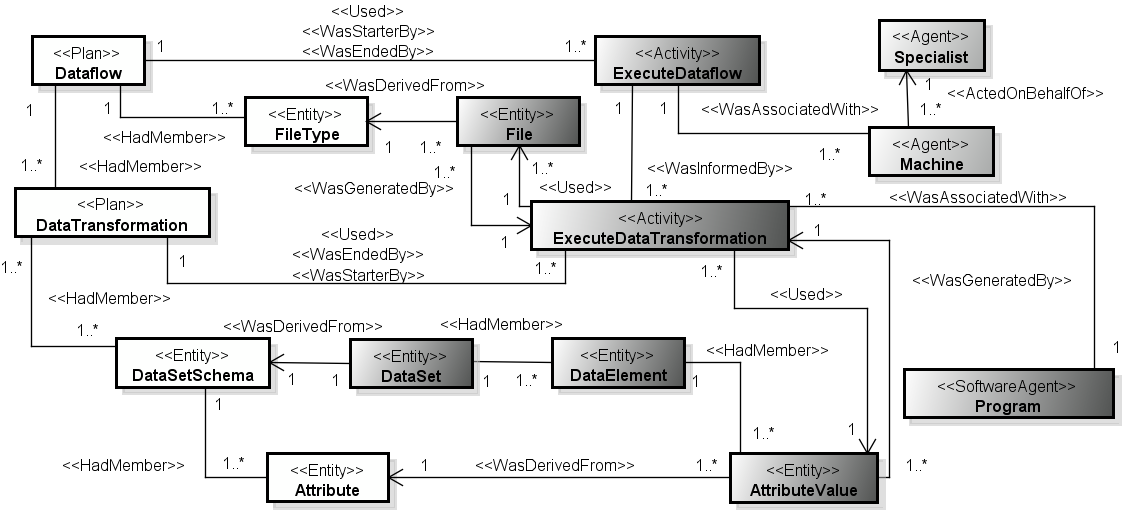 <<Used>>
<<WasStarterBy>>
<<WasEndedBy>>
1
1..*
<<Plan>>
Dataflow
<<Activity>>
ExecuteDataflow
<<Agent>>
Specialist
<<WasDerivedFrom>>
1
1
1..*
<<HadMember>>
<<Entity>>
FileType
1
1..*
<<Entity>>
File
1
1
<<WasAssociatedWith>>
1..*
1
1..*
<<ActedOnBehalfOf>>
<<Agent>>
Machine
1..*
<<HadMember>>
1..*
<<WasGeneratedBy>>
1..*
1
1
<<Used>>
<<WasInformedBy>>
1..*
<<Plan>>
DataTransformation
<<Activity>>
ExecuteDataTransformation
1..*
<<WasAssociatedWith>>
1
<<Used>>
<<WasEndedBy>>
<<WasStarterBy>>
1
1..*
1..*
<<HadMember>>
1..*
1..*
<<Used>>
1
<<WasGeneratedBy>>
1
1..*
<<WasDerivedFrom>>
<<HadMember>>
<<HadMember>>
<<Entity>>
DataSetSchema
1
1
<<Entity>>
DataSet
1
1..*
<<Entity>>
DataElement
1
1..*
<<SoftwareAgent>>
Program
1
<<HadMember>>
1..*
<<Entity>>
Attribute
1
<<WasDerivedFrom>>
1..*
<<Entity>>
AttributeValue